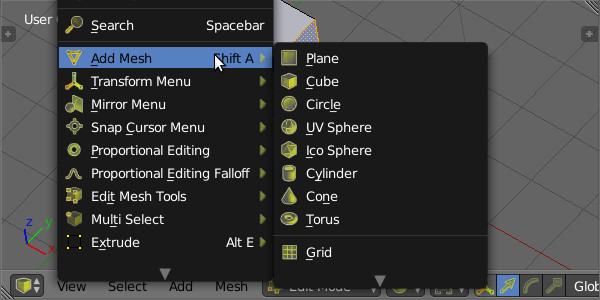 User
Search Spacebar
Add Mesh Shift A
Transform Menu
Mirror Menu
Snap Cursor Menu
Proportional Editing
Proportional Editing Falloff
Edit Mesh Tools
Multi Select
Extrude Alt E
Plane
Cube
Circle
UV Sphere
Ico Sphere
Cylinder
Cone
Torus
Grid
z
y
x
View Select Add Mesh Edit Mode Glob